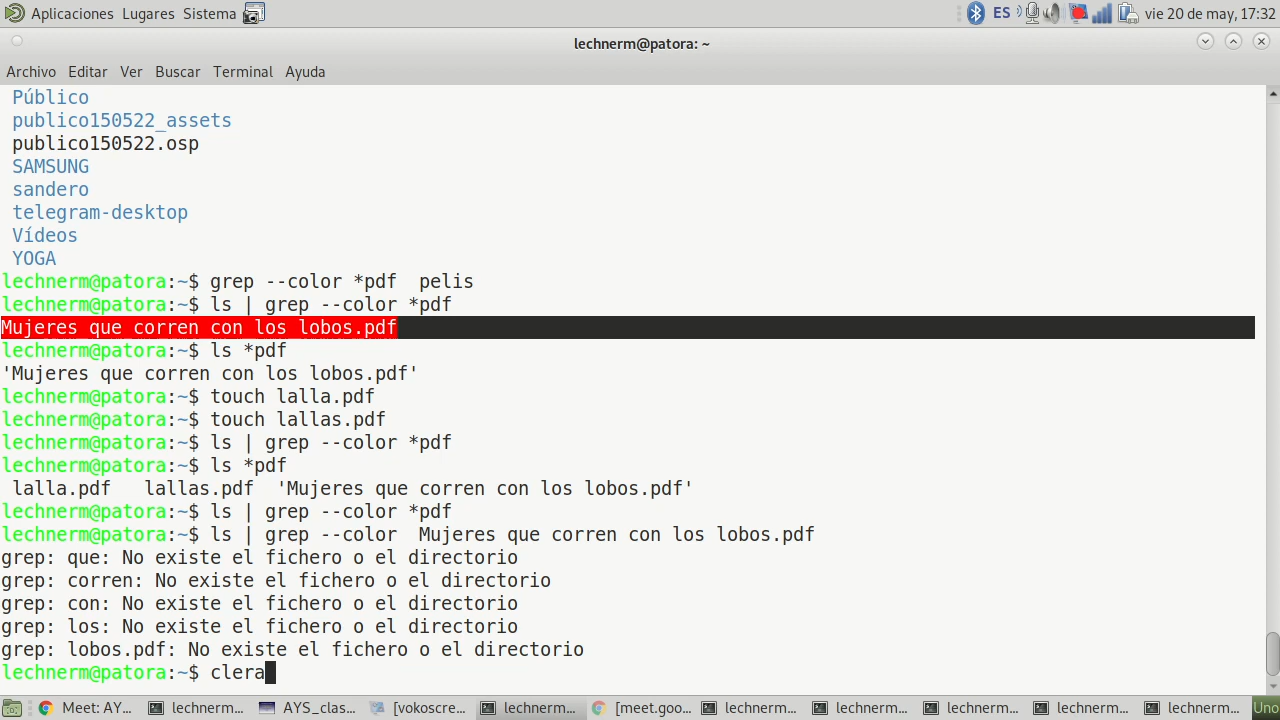 Aplicaciones Lugares Sistema ES vie 20 de may, 17:32
lechnerm@patora: ~
Archivo Editar Ver Buscar Terminal Ayuda
Público
publico150522_assets
publico150522.osp
SAMSUNG
sandero
telegram-desktop
Vídeos
YOGA
lechnerm@patora:~$ grep --color *pdf  pelis
lechnerm@patora:~$ ls | grep --color *pdf
Mujeres que corren con los lobos.pdf
lechnerm@patora:~$ ls *pdf
'Mujeres que corren con los lobos.pdf'
lechnerm@patora:~$ touch lalla.pdf
lechnerm@patora:~$ touch lallas.pdf
lechnerm@patora:~$ ls | grep --color *pdf
lechnerm@patora:~$ ls *pdf
 lalla.pdf   lallas.pdf  'Mujeres que corren con los lobos.pdf'
lechnerm@patora:~$ ls | grep --color *pdf
lechnerm@patora:~$ ls | grep --color  Mujeres que corren con los lobos.pdf
grep: que: No existe el fichero o el directorio
grep: corren: No existe el fichero o el directorio
grep: con: No existe el fichero o el directorio
grep: los: No existe el fichero o el directorio
grep: lobos.pdf: No existe el fichero o el directorio
lechnerm@patora:~$ clera
Meet: AY... lechnerm... AYS_clas... [vokoscre... lechnerm... [meet.goo... lechnerm... lechnerm... lechnerm... lechnerm... lechnerm... Uno